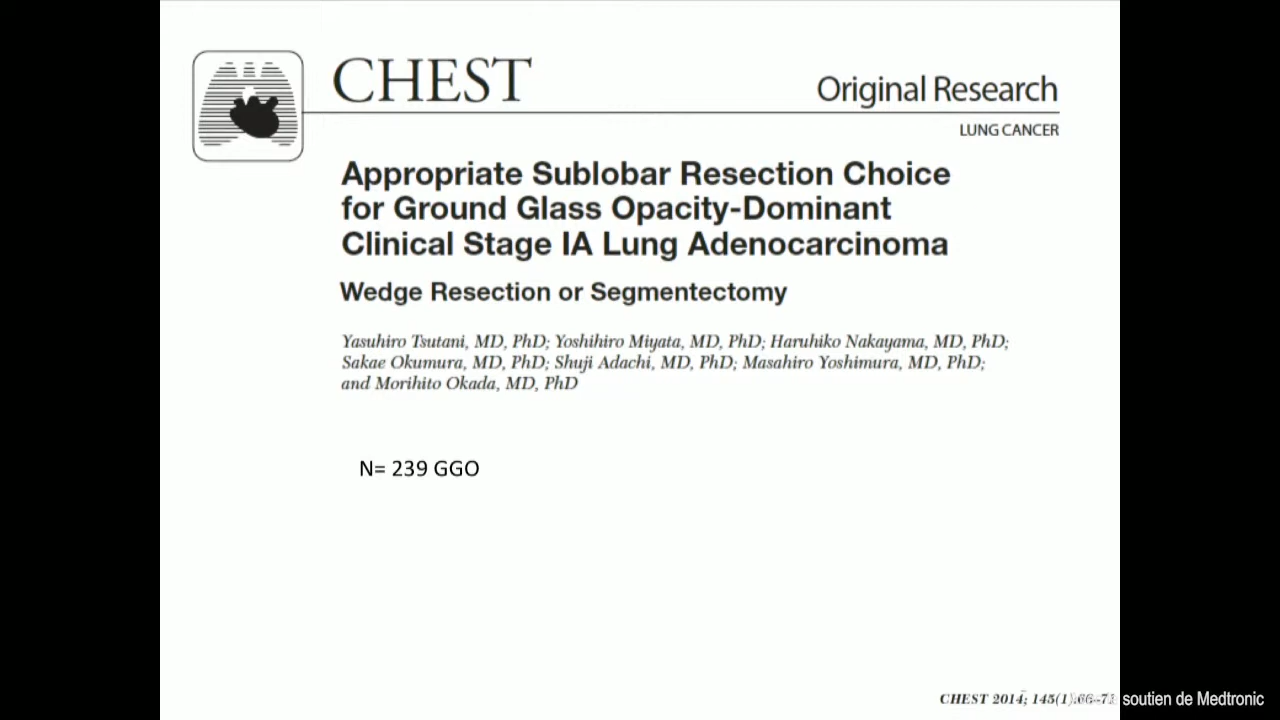 CHEST
Original Research
LUNG CANCER
Appropriate Sublobar Resection Choice
for Ground Glass Opacity-Dominant
Clinical Stage IA Lung Adenocarcinoma
Wedge Resection or Segmentectomy
Yasuhiro Tsutani, MD, PhD; Yoshihiro Miyata, MD, PhD; Haruhiko Nakayama, MD, PhD;
Sakae Okumura, MD, PhD; Shuji Adachi, MD, PhD; Masahiro Yoshimura, MD, PhD;
and Morihito Okada, MD, PhD
N= 239 GGO
CHEST 2014; 145(1):66-71
soutien de Medtronic